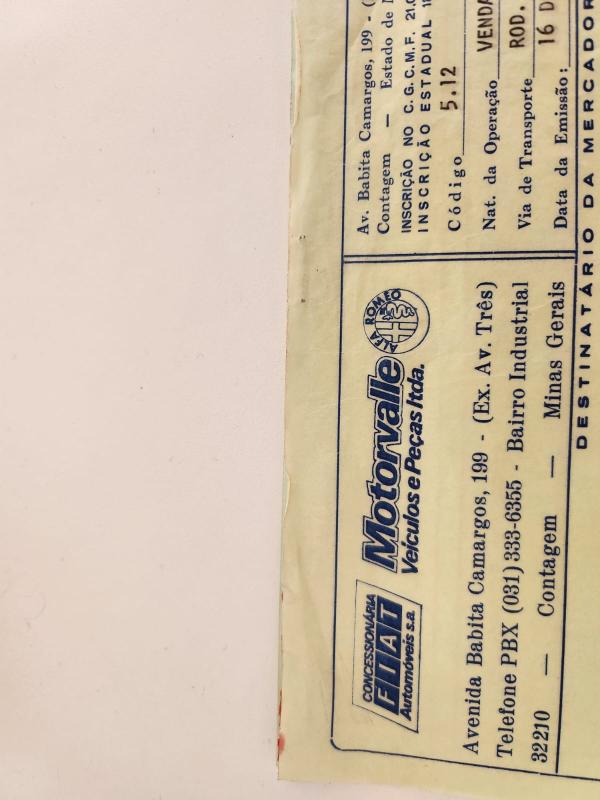 CONCESSIONÁRIA
FIAT
Automóveis s.a.
Motorvalle
Veículos e Peças ltda.
ALFA ROMEO
Avenida Babita Camargos, 199 - (Ex. Av. Três)
Telefone PBX (031) 333-6355 - Bairro Industrial
32210 — Contagem — Minas Gerais
Av. Babita Camargos, 199 - (
Contagem — Estado de
INSCRIÇÃO NO C.G.C.M.F. 21.0
INSCRIÇÃO ESTADUAL
Código 5.12
Nat. da Operação VENDA
Via de Transporte ROD.
Data da Emissão: 16 D
DESTINATÁRIO DA MERCADOR